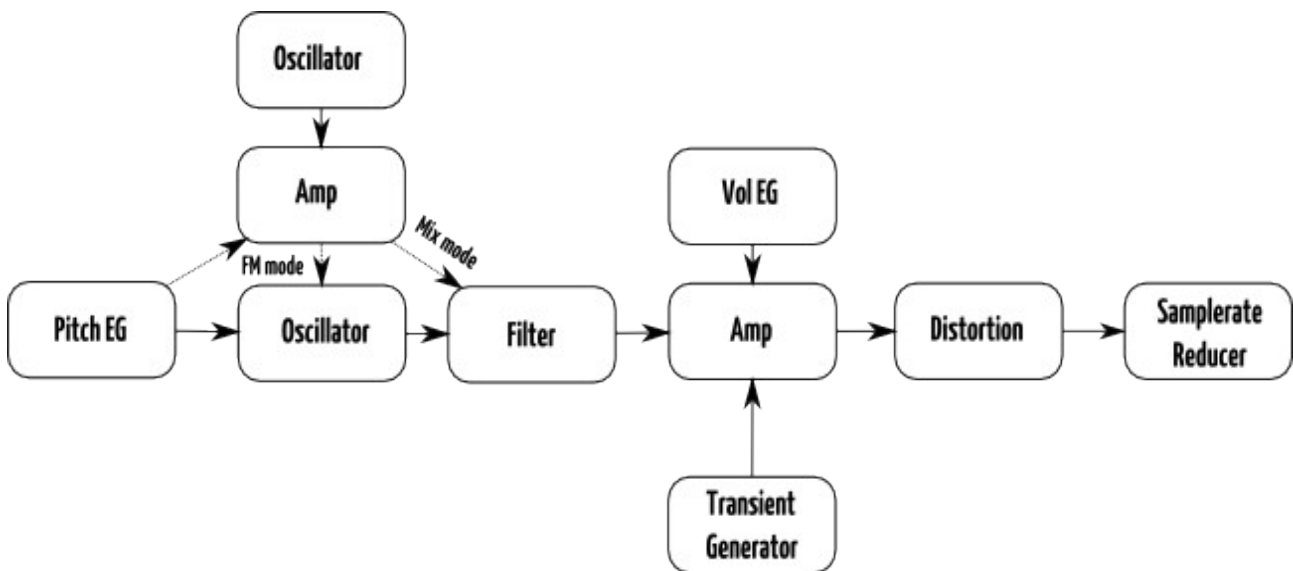 Oscillator
Amp
Vol EG
Mix mode
FM mode
Pitch EG
Oscillator
Filter
Amp
Distortion
Samplerate
Reducer
Transient
Generator